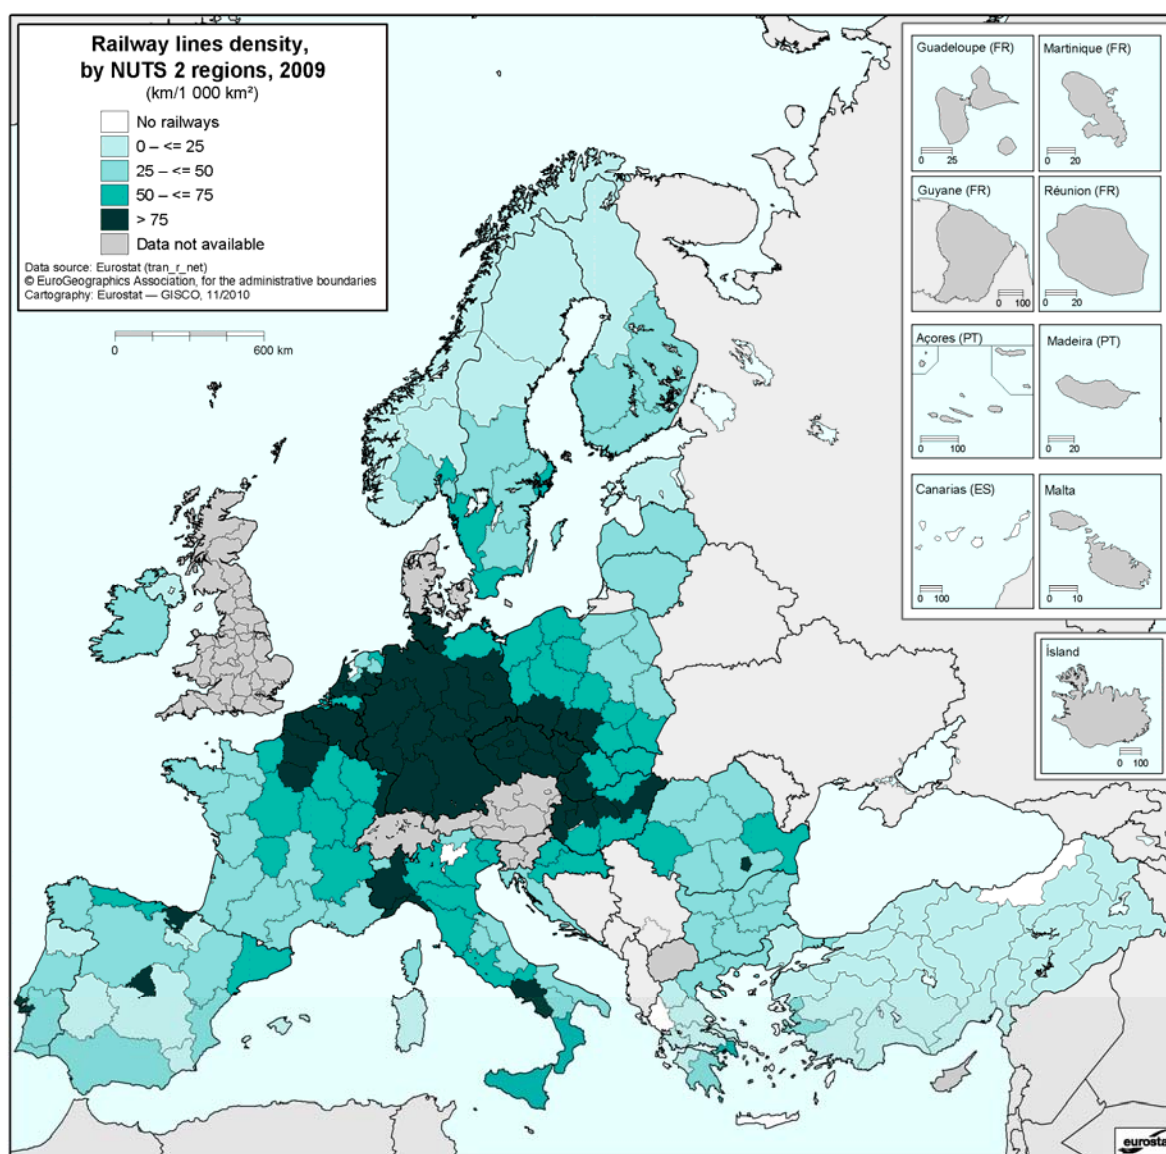 Railway lines density,
by NUTS 2 regions, 2009
(km/1 000 km²)
No railways
0 – <= 25
25 – <= 50
50 – <= 75
> 75
Data not available
Data source: Eurostat (tran_r_net)
© EuroGeographics Association, for the administrative boundaries
Cartography: Eurostat — GISCO, 11/2010
0 600 km
Guadeloupe (FR)
0 25
Martinique (FR)
0 20
Guyane (FR)
0 100
Réunion (FR)
0 20
Açores (PT)
0 100
Madeira (PT)
0 20
Canarias (ES)
0 100
Malta
0 10
Ísland
0 100
eurosta